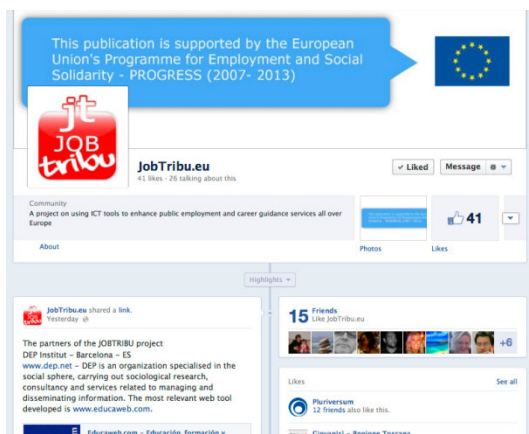 This publication is supported by the European
Union's Programme for Employment and Social
Solidarity - PROGRESS (2007- 2013)
jt
JOB
tribu
JobTribu.eu
41 likes · 26 talking about this
Liked
Message
Community
A project on using ICT tools to enhance public employment and career guidance services all over
Europe
About
Photos
41
Likes
Highlights
JobTribu.eu shared a link.
Yesterday
The partners of the JOBTRIBU project
DEP Institut - Barcelona - ES
www.dep.net - DEP is an organization specialised in the
social sphere, carrying out sociological research,
consultancy and services related to managing and
disseminating information. The most relevant web tool
developed is www.educaweb.com.
Educaweb.com - Educación, formación y
15 Friends
Like JobTribu.eu
+6
Likes
See all
Pluriversum
12 friends also like this.
Giovanisì - Regione Toscana